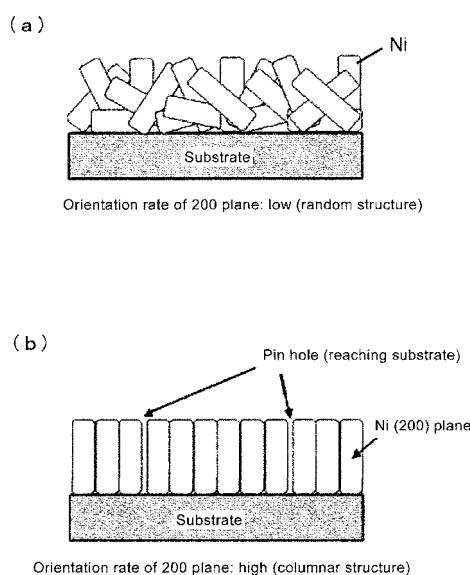 (a)
Ni
Substrate
Orientation rate of 200 plane: low (random structure)
(b)
Pin hole (reaching substrate)
Ni (200) plane
Substrate
Orientation rate of 200 plane: high (columnar structure)